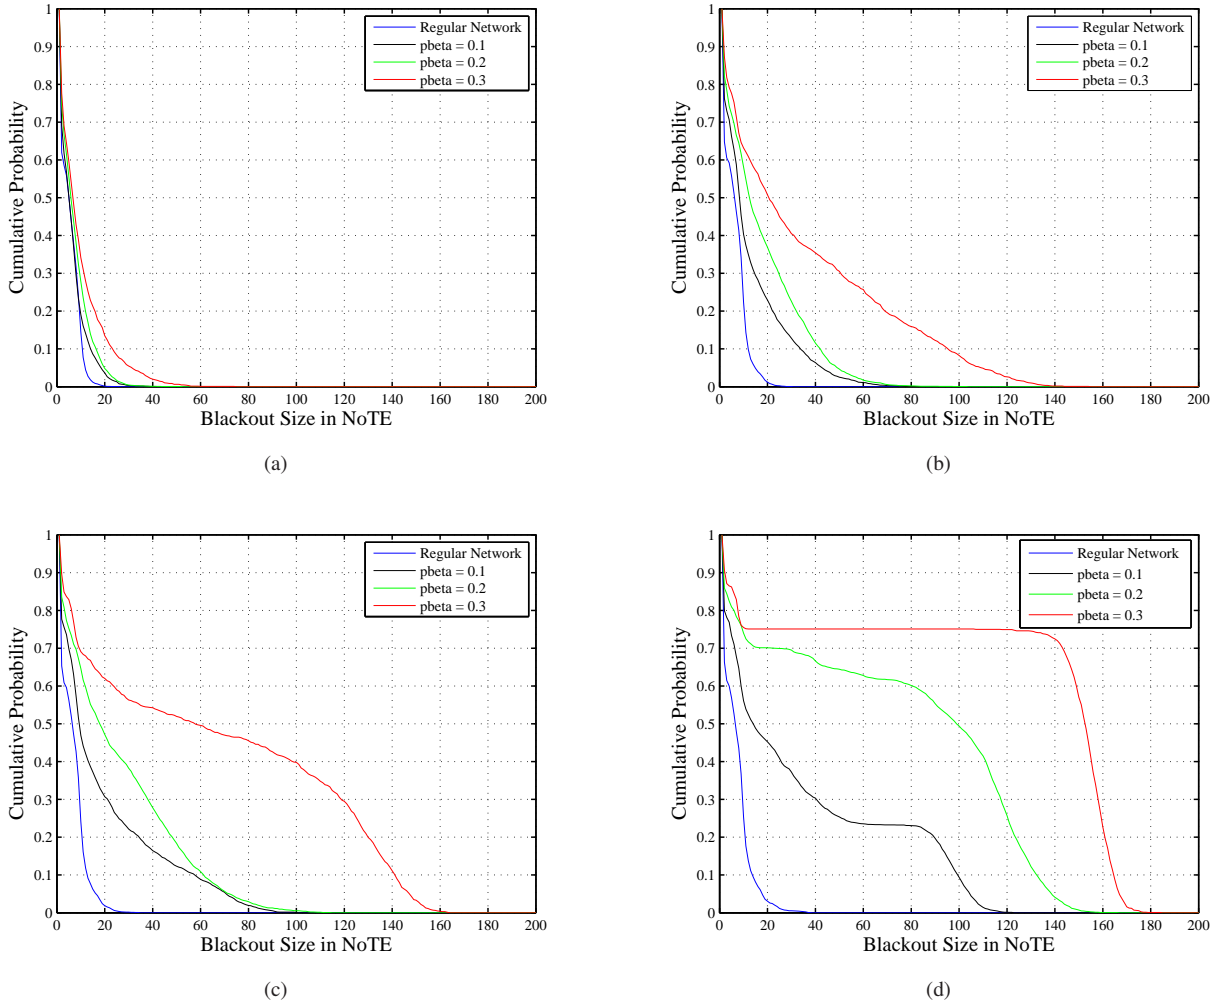 1
0.9
0.8
0.7
0.6
0.5
0.4
0.3
0.2
0.1
0
Cumulative Probability
0 20 40 60 80 100 120 140 160 180 200
Blackout Size in NoTE
Regular Network
pbeta = 0.1
pbeta = 0.2
pbeta = 0.3
(a)
1
0.9
0.8
0.7
0.6
0.5
0.4
0.3
0.2
0.1
0
Cumulative Probability
0 20 40 60 80 100 120 140 160 180 200
Blackout Size in NoTE
Regular Network
pbeta = 0.1
pbeta = 0.2
pbeta = 0.3
(b)
1
0.9
0.8
0.7
0.6
0.5
0.4
0.3
0.2
0.1
0
Cumulative Probability
0 20 40 60 80 100 120 140 160 180 200
Blackout Size in NoTE
Regular Network
pbeta = 0.1
pbeta = 0.2
pbeta = 0.3
(c)
1
0.9
0.8
0.7
0.6
0.5
0.4
0.3
0.2
0.1
0
Cumulative Probability
0 20 40 60 80 100 120 140 160 180 200
Blackout Size in NoTE
Regular Network
pbeta = 0.1
pbeta = 0.2
pbeta = 0.3
(d)